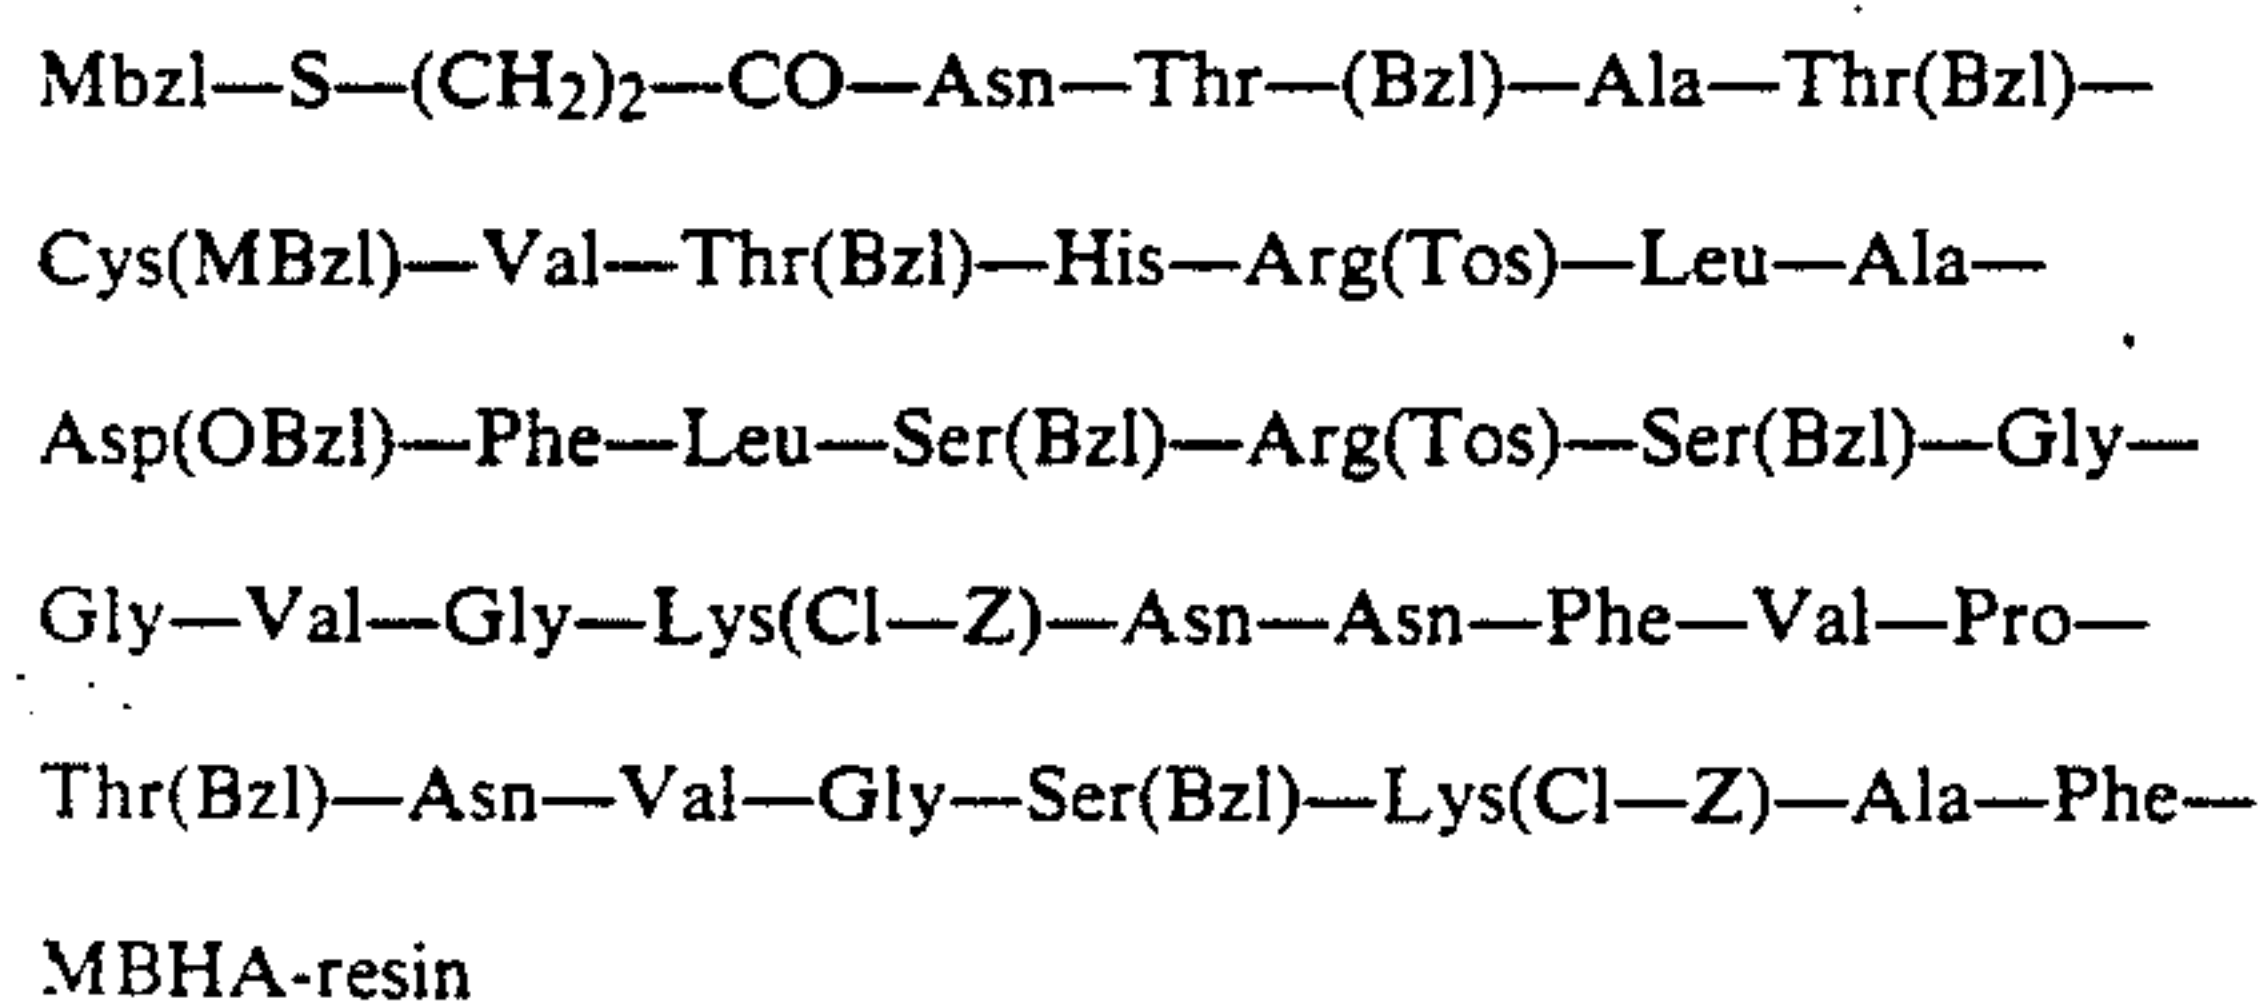 Mbzl—S—(CH₂)₂—CO—Asn—Thr—(Bzl)—Ala—Thr(Bzl)—
Cys(MBzl)—Val—Thr(Bzl)—His—Arg(Tos)—Leu—Ala—
Asp(OBzl)—Phe—Leu—Ser(Bzl)—Arg(Tos)—Ser(Bzl)—Gly—
Gly—Val—Gly—Lys(Cl—Z)—Asn—Asn—Phe—Val—Pro—
Thr(Bzl)—Asn—Val—Gly—Ser(Bzl)—Lys(Cl—Z)—Ala—Phe—
MBHA-resin